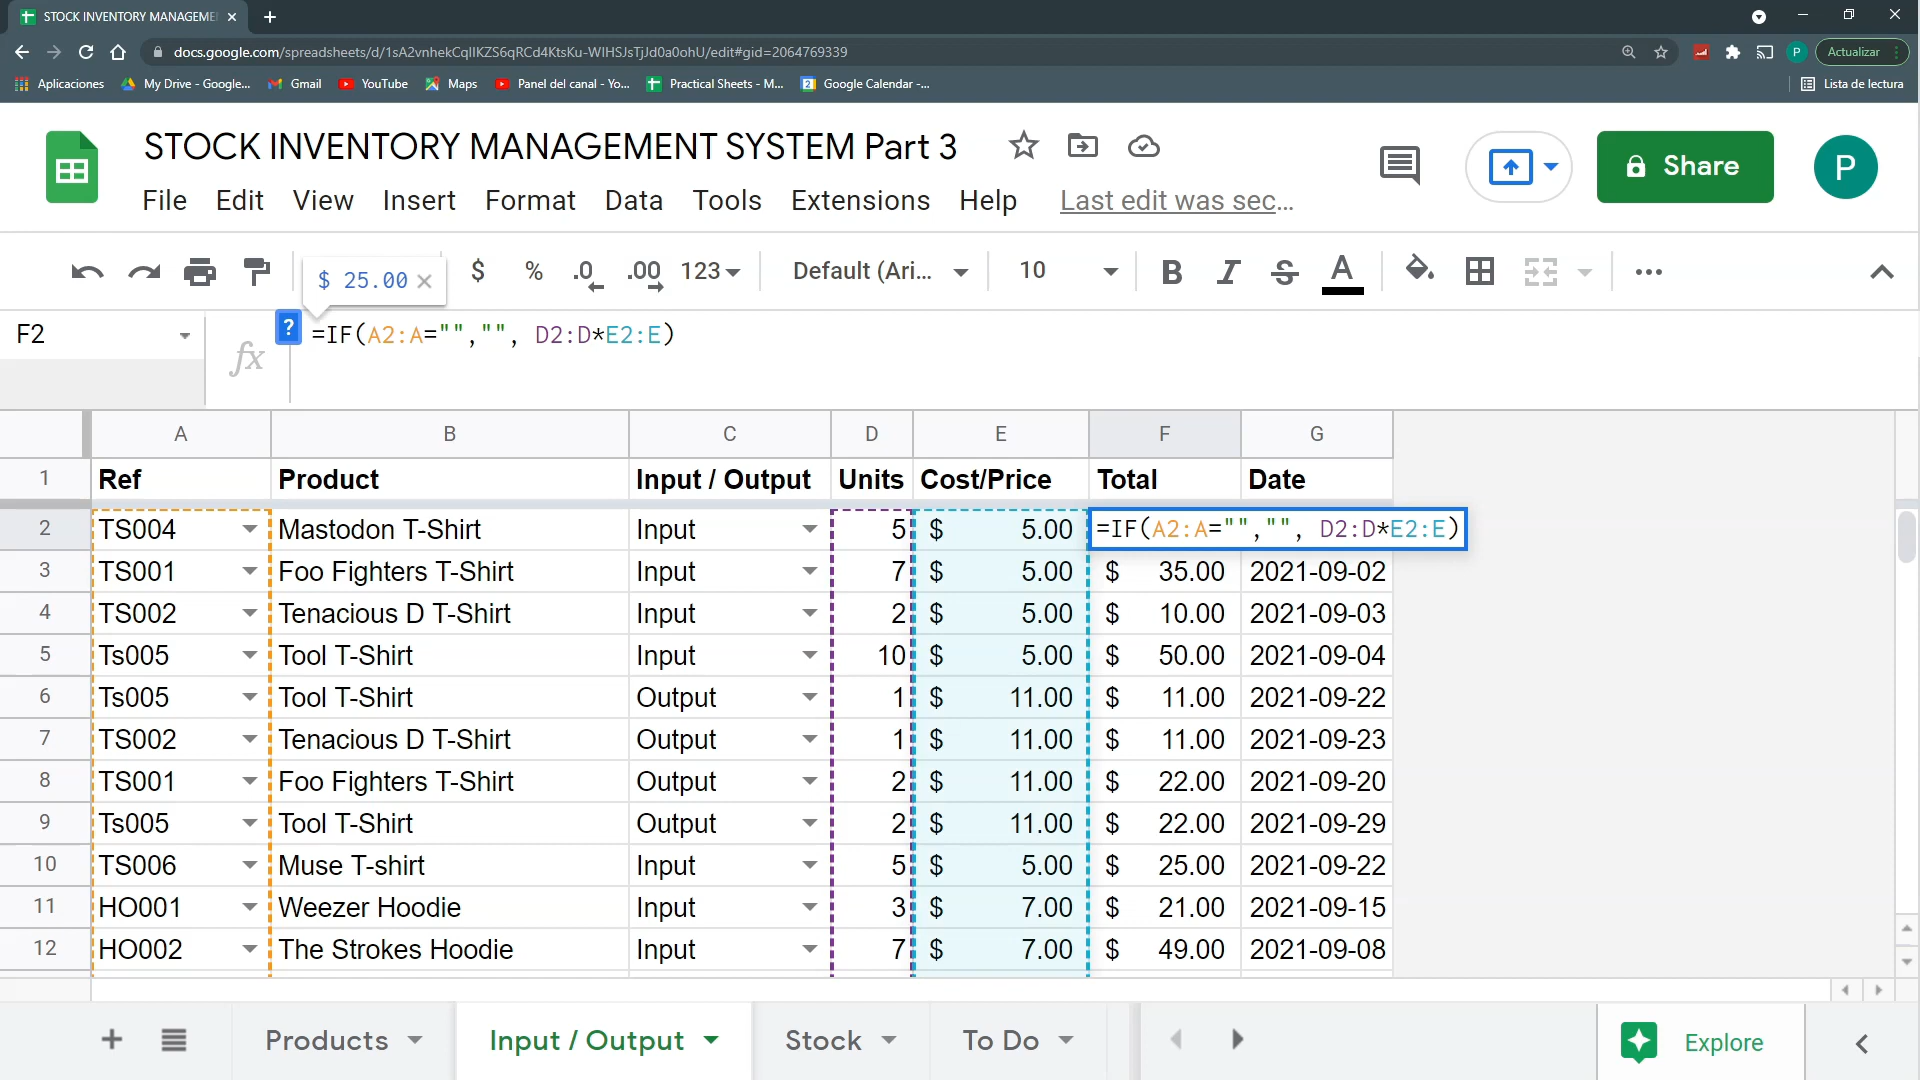 STOCK INVENTORY MANAGEME
docs.google.com/spreadsheets/d/1sA2vnhekCqlIKZS6qRCd4KtsKu-WIHSJsTjJd0a0ohU/edit#gid=2064769339
P
Actualizar
Aplicaciones
My Drive - Google...
Gmail
YouTube
Maps
Panel del canal - Yo...
Practical Sheets - M...
Google Calendar -...
Lista de lectura
STOCK INVENTORY MANAGEMENT SYSTEM Part 3
Share
P
File Edit View Insert Format Data Tools Extensions Help Last edit was sec...
$ 25.00 × $ % .0 .00 123 Default (Ari... 10 B I S A
F2 fx ? =IF(A2:A="","", D2:D*E2:E)
A B C D E F G
1 Ref Product Input / Output Units Cost/Price Total Date
2 TS004 Mastodon T-Shirt Input 5 $ 5.00 =IF(A2:A="","", D2:D*E2:E)
3 TS001 Foo Fighters T-Shirt Input 7 $ 5.00 $ 35.00 2021-09-02
4 TS002 Tenacious D T-Shirt Input 2 $ 5.00 $ 10.00 2021-09-03
5 Ts005 Tool T-Shirt Input 10 $ 5.00 $ 50.00 2021-09-04
6 Ts005 Tool T-Shirt Output 1 $ 11.00 $ 11.00 2021-09-22
7 TS002 Tenacious D T-Shirt Output 1 $ 11.00 $ 11.00 2021-09-23
8 TS001 Foo Fighters T-Shirt Output 2 $ 11.00 $ 22.00 2021-09-20
9 Ts005 Tool T-Shirt Output 2 $ 11.00 $ 22.00 2021-09-29
10 TS006 Muse T-shirt Input 5 $ 5.00 $ 25.00 2021-09-22
11 HO001 Weezer Hoodie Input 3 $ 7.00 $ 21.00 2021-09-15
12 HO002 The Strokes Hoodie Input 7 $ 7.00 $ 49.00 2021-09-08
Products Input / Output Stock To Do Explore